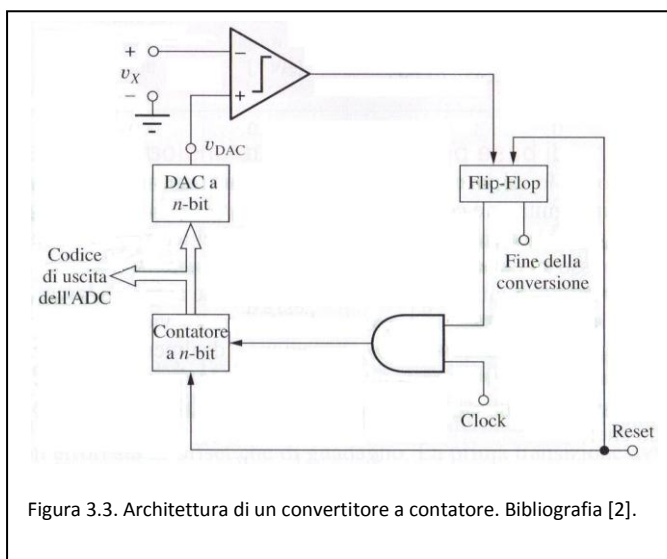 +
−
v_X
−
+
v_DAC
DAC a
n-bit
Flip-Flop
Codice
di uscita
dell'ADC
Fine della
conversione
Contatore
a n-bit
Clock
Reset
Figura 3.3. Architettura di un convertitore a contatore. Bibliografia [2].